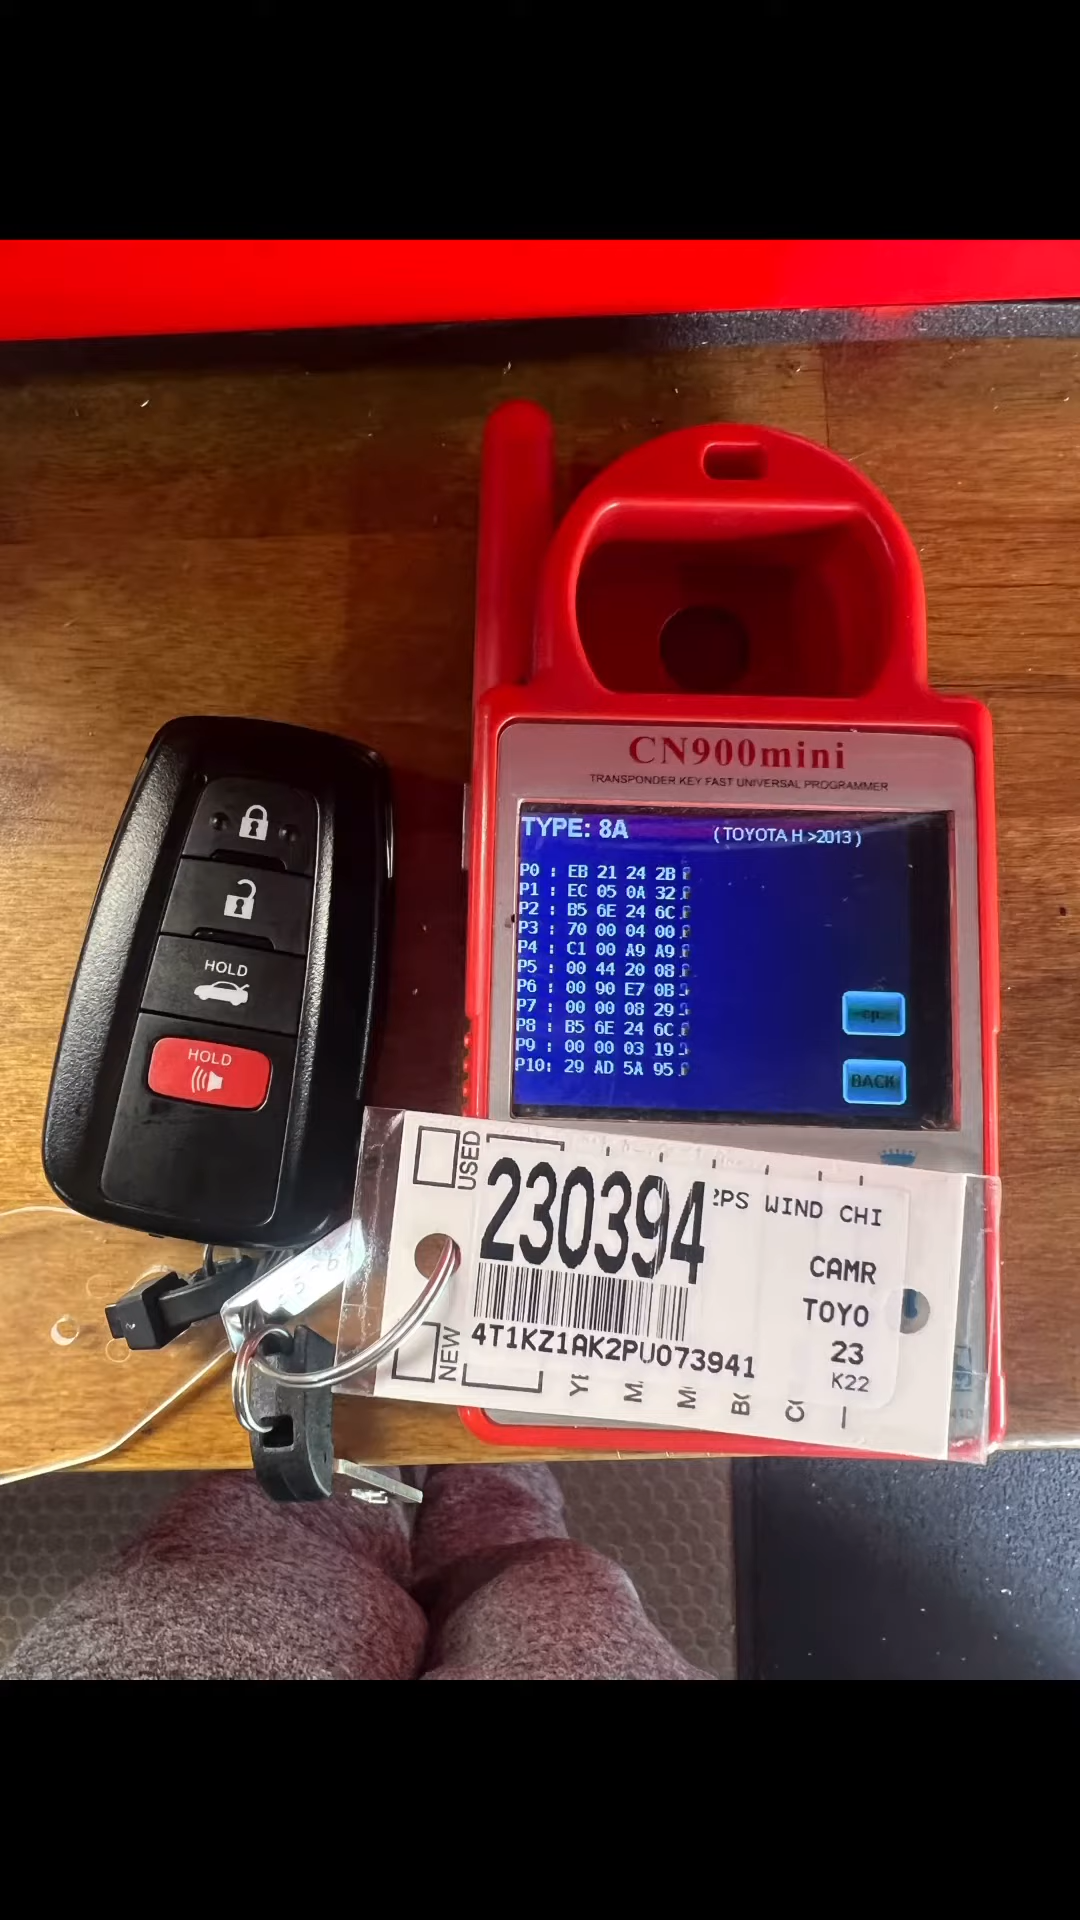 HOLD
HOLD
CN900mini
TRANSPONDER KEY FAST UNIVERSAL PROGRAMMER
TYPE: 8A (TOYOTA H >2013)
P0 : EB 21 24 2B
P1 : EC 05 0A 32
P2 : B5 6E 24 6C
P3 : 70 00 04 00
P4 : C1 00 A9 A9
P5 : 00 44 20 08
P6 : 00 90 E7 0B
P7 : 00 00 08 29
P8 : B5 6E 24 6C
P9 : 00 00 03 19
P10: 29 AD 5A 95
BACK
USED
230394
PS WIND CHI
CAMR
TOYO
23
K22
4T1KZ1AK2PU073941
NEW